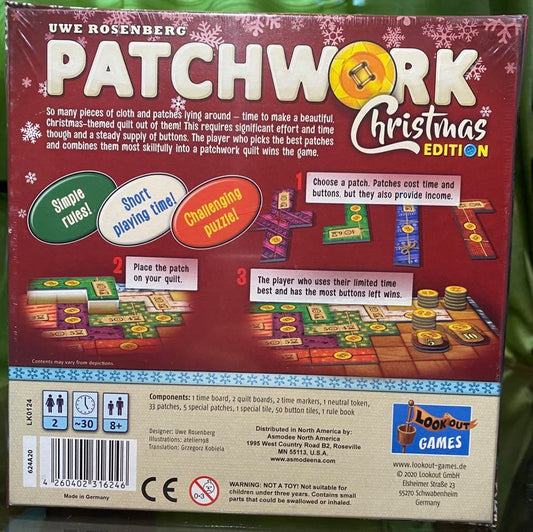 UWE ROSENBERG
PATCHWORK
Christmas
EDITION
So many pieces of cloth and patches lying around – time to make a beautiful,
Christmas-themed quilt out of them! This requires significant effort and time
though and a steady supply of buttons. The player who picks the best patches
and combines them most skillfully into a patchwork quilt wins the game.
Simple
rules!
Short
playing time!
Challenging
puzzle!
1
Choose a patch. Patches cost time and
buttons, but they also provide income.
2
Place the patch
on your quilt.
3
The player who uses their limited time
best and has the most buttons left wins.
Contents may vary from depictions.
LK0124
624A20
2
~30
8+
Components: 1 time board, 2 quilt boards, 2 time markers, 1 neutral token,
33 patches, 5 special patches, 1 special tile, 50 button tiles, 1 rule book
Designer: Uwe Rosenberg
Illustrations: atelier198
Translation: Grzegorz Kobiela
Distributed in North America by:
Asmodee North America
1995 West Country Road B2, Roseville
MN 55113, U.S.A.
www.asmodeena.com
LOOKOUT
GAMES
www.lookout-games.de
© 2020 Lookout GmbH
Elsheimer Straße 23
55270 Schwabenheim
Germany
4 260402 316246
Made in Germany
CE
0-3
WARNING: NOT A TOY! Not suitable for
children under three years. Contains small
parts that could be swallowed or inhaled.